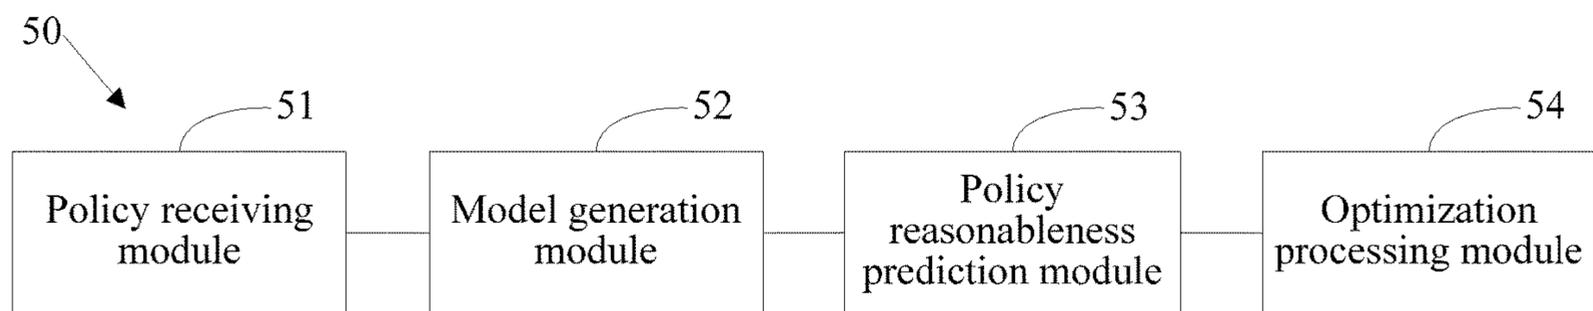 50
51
52
53
54
Policy receiving
module
Model generation
module
Policy
reasonableness
prediction module
Optimization
processing module